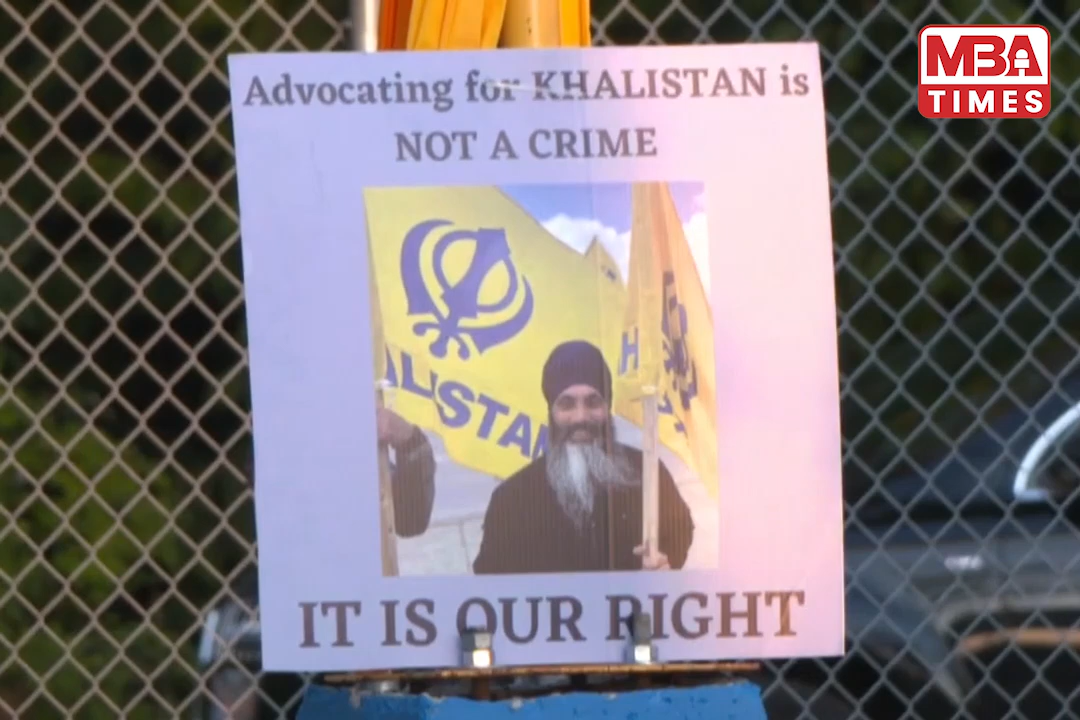 Advocating for KHALISTAN is
NOT A CRIME
IT IS OUR RIGHT
MBA
TIMES